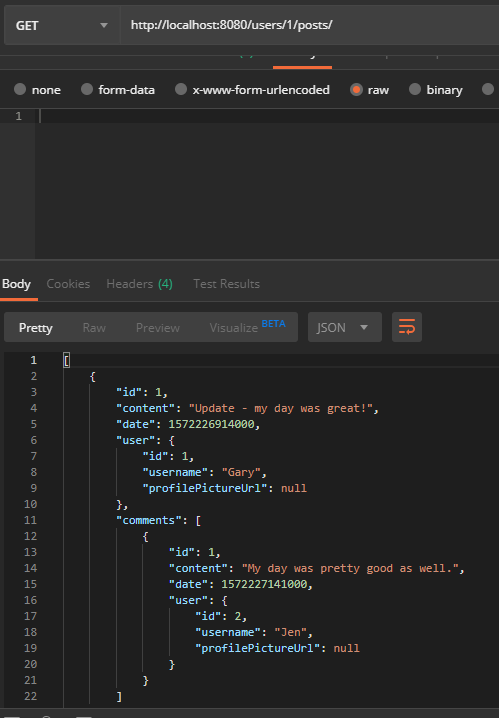 GET http://localhost:8080/users/1/posts/
none form-data x-www-form-urlencoded raw binary
1
Body Cookies Headers (4) Test Results
Pretty Raw Preview Visualize BETA JSON
1 [
2 {
3 "id": 1,
4 "content": "Update - my day was great!",
5 "date": 1572226914000,
6 "user": {
7 "id": 1,
8 "username": "Gary",
9 "profilePictureUrl": null
10 },
11 "comments": [
12 {
13 "id": 1,
14 "content": "My day was pretty good as well.",
15 "date": 1572227141000,
16 "user": {
17 "id": 2,
18 "username": "Jen",
19 "profilePictureUrl": null
20 }
21 }
22 ]